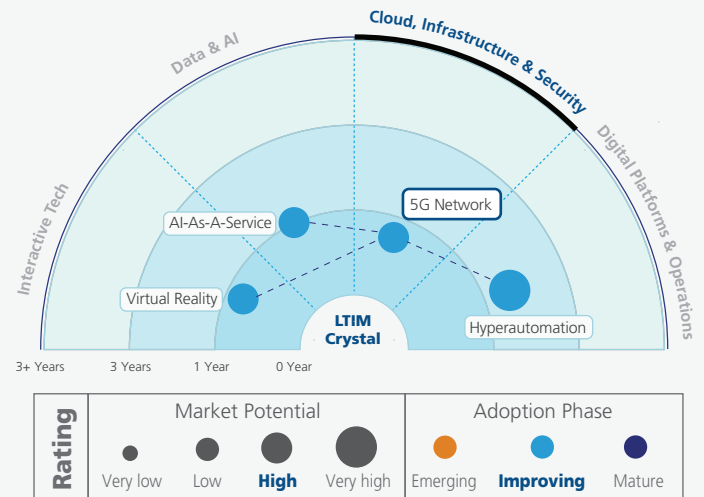 Cloud, Infrastructure & Security
Data & AI
Digital Platforms & Operations
Interactive Tech
5G Network
AI-As-A-Service
Virtual Reality
Hyperautomation
LTIM
Crystal
3+ Years
3 Years
1 Year
0 Year
Rating
Market Potential
Adoption Phase
Very low
Low
High
Very high
Emerging
Improving
Mature